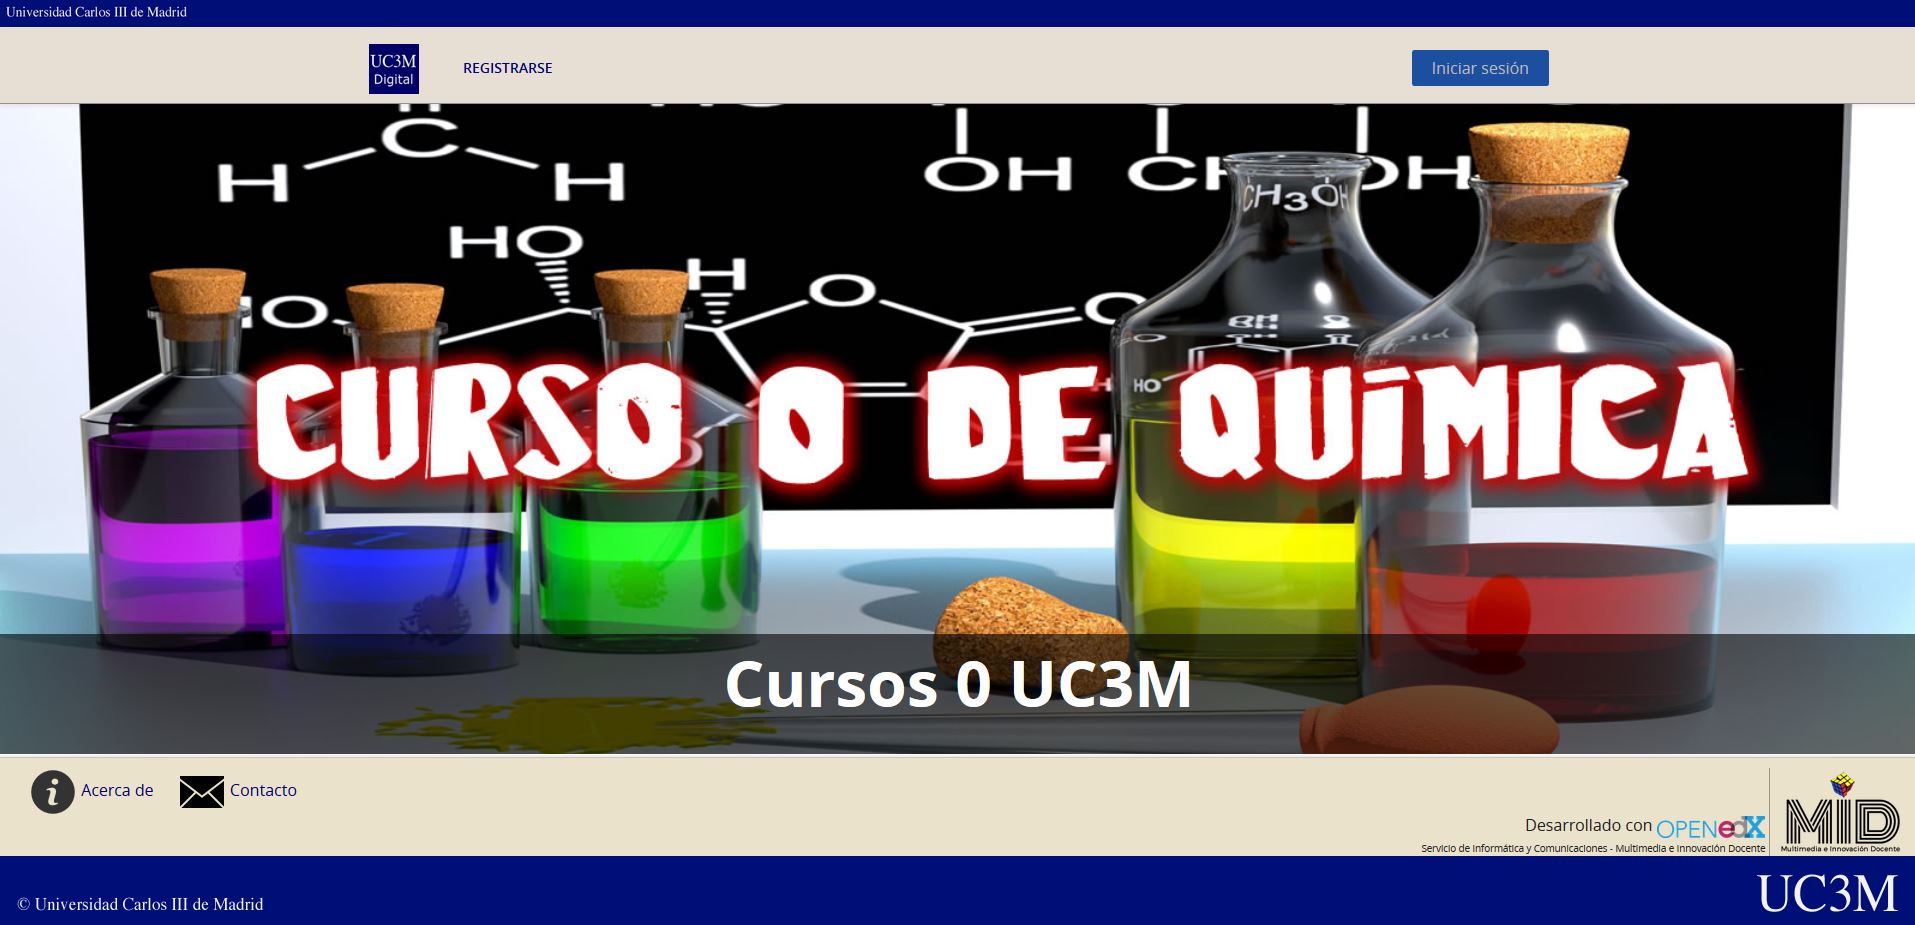 Universidad Carlos III de Madrid
UC3M
Digital
REGISTRARSE
Iniciar sesión
C
H H
OH
CH
OH
CH3OH
HO
H
HO
O
O
HO
CURSO 0 DE QUÍMICA
Cursos 0 UC3M
Acerca de
Contacto
Desarrollado con OPENedX
Servicio de Informática y Comunicaciones - Multimedia e Innovación Docente
MID
Multimedia e Innovación Docente
© Universidad Carlos III de Madrid
UC3M